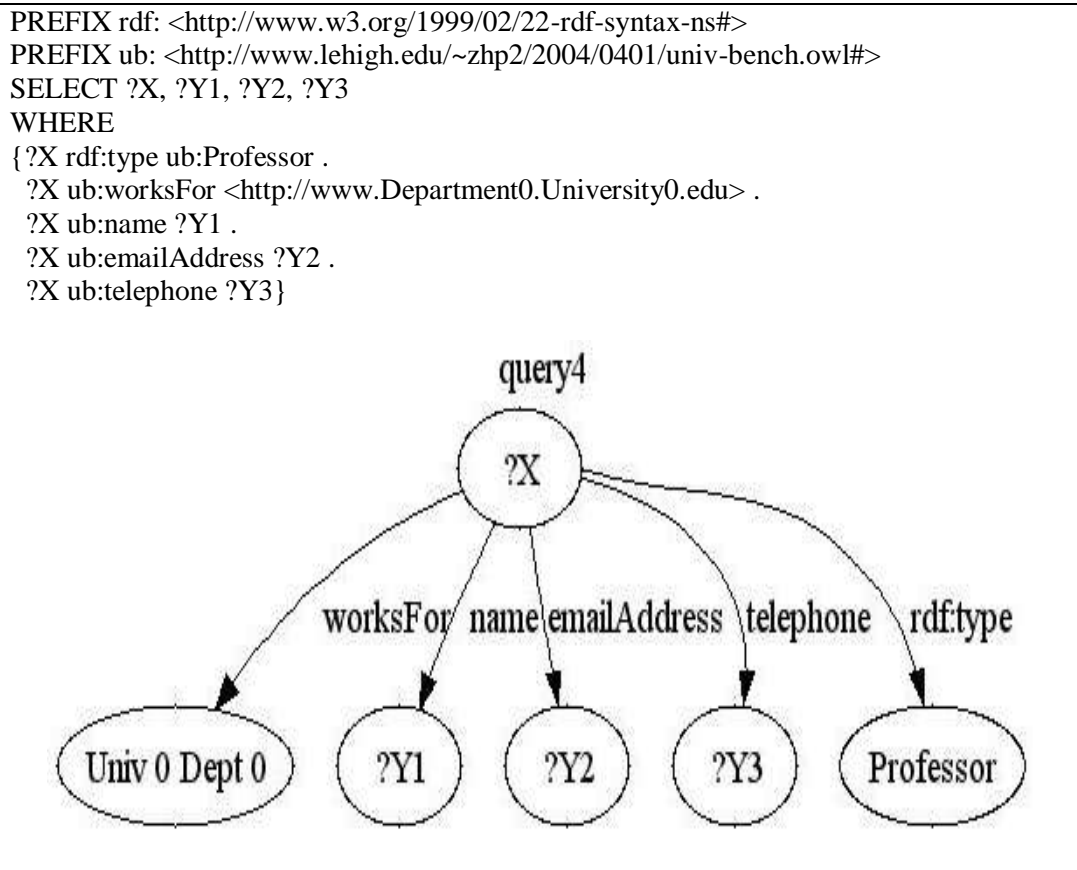 PREFIX rdf: <http://www.w3.org/1999/02/22-rdf-syntax-ns#>
PREFIX ub: <http://www.lehigh.edu/~zhp2/2004/0401/univ-bench.owl#>
SELECT ?X, ?Y1, ?Y2, ?Y3
WHERE
{?X rdf:type ub:Professor .
?X ub:worksFor <http://www.Department0.University0.edu> .
?X ub:name ?Y1 .
?X ub:emailAddress ?Y2 .
?X ub:telephone ?Y3}
query4
?X
worksFor name emailAddress telephone rdf:type
Univ 0 Dept 0 ?Y1 ?Y2 ?Y3 Professor